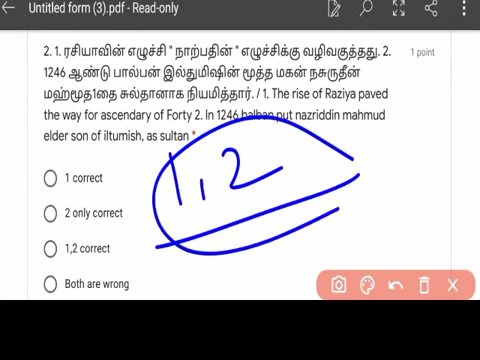 Untitled form (3).pdf - Read-only
2. 1. ரசியாவின் எழுச்சி " நாற்பதின் " எழுச்சிக்கு வழிவகுத்தது. 2.
1 point
1246 ஆண்டு பால்பன் இல்துமிஷின் மூத்த மகன் நசுருதீன்
மஹ்மூத1தை சுல்தானாக நியமித்தார். / 1. The rise of Raziya paved
the way for ascendary of Forty 2. In 1246 balban put nazriddin mahmud
elder son of iltumish, as sultan *
1 correct
2 only correct
1,2 correct
Both are wrong
1,2